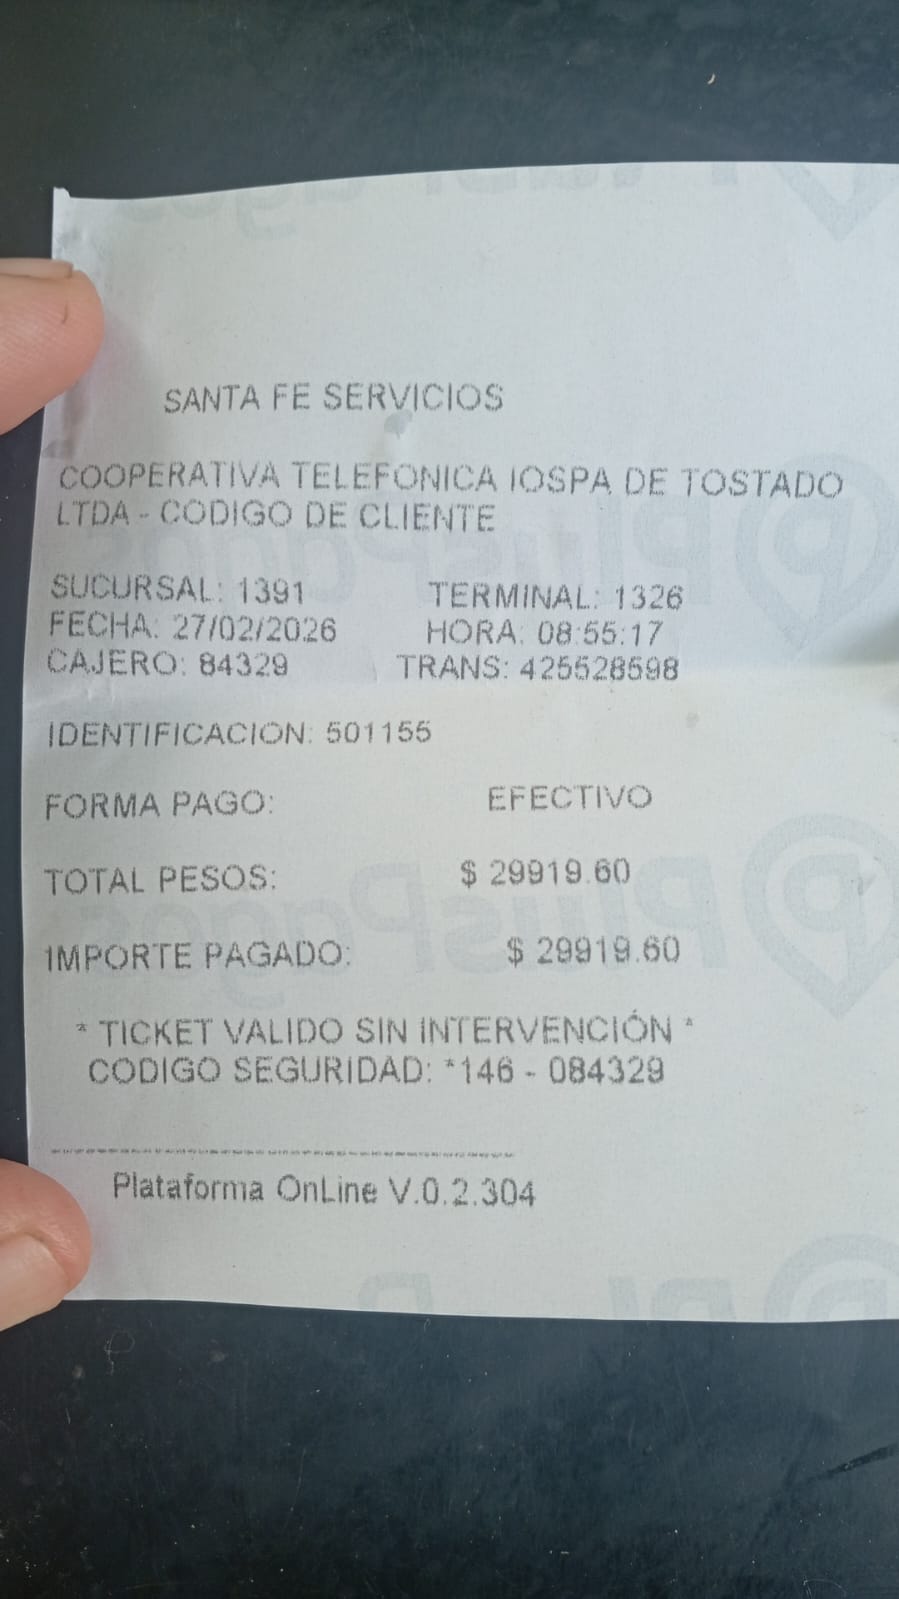 SANTA FE SERVICIOS
COOPERATIVA TELEFONICA IOSPA DE TOSTADO
LTDA - CODIGO DE CLIENTE
SUCURSAL: 1391 TERMINAL: 1326
FECHA: 27/02/2026 HORA: 08:55:17
CAJERO: 84329 TRANS: 425528598
IDENTIFICACION: 501155
FORMA PAGO: EFECTIVO
TOTAL PESOS: $ 29919.60
IMPORTE PAGADO: $ 29919.60
* TICKET VALIDO SIN INTERVENCIÓN *
CODIGO SEGURIDAD: *146 - 084329
Plataforma OnLine V.0.2.304